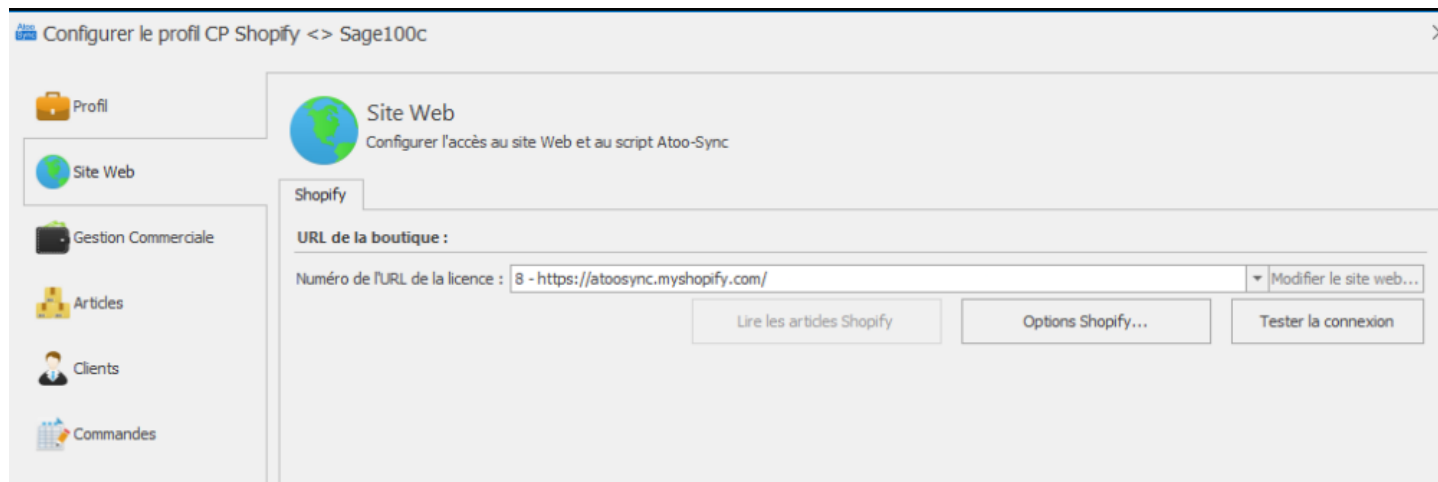 Atoo Sync Configurer le profil CP Shopify <> Sage100c
Profil
Site Web
Gestion Commerciale
Articles
Clients
Commandes
Site Web
Configurer l'accès au site Web et au script Atoo-Sync
Shopify
URL de la boutique :
Numéro de l'URL de la licence : 8 - https://atoosync.myshopify.com/ Modifier le site web...
Lire les articles Shopify Options Shopify... Tester la connexion